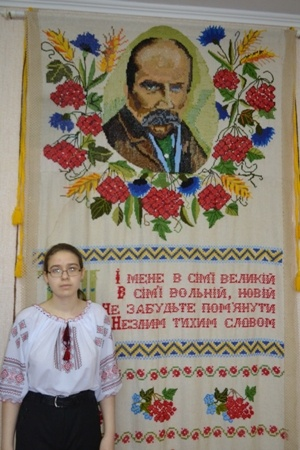 І МЕНЕ В СІМ'Ї ВЕЛИКІЙ
В СІМ'Ї ВОЛЬНІЙ, НОВІЙ
НЕ ЗАБУДЬТЕ ПОМ'ЯНУТИ
НЕЗЛИМ ТИХИМ СЛОВОМ